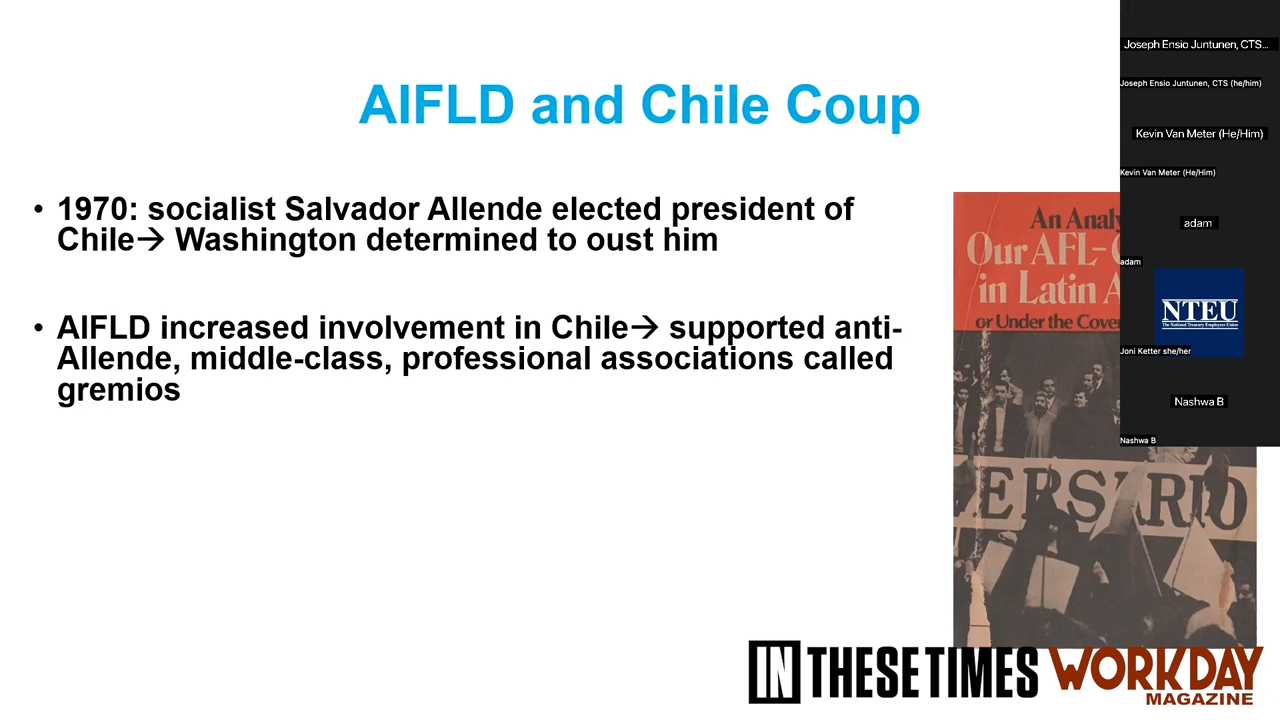 AIFLD and Chile Coup
• 1970: socialist Salvador Allende elected president of
Chile→ Washington determined to oust him
• AIFLD increased involvement in Chile→ supported anti-
Allende, middle-class, professional associations called
gremios
An Analy
Our AFL-C
in Latin A
or Under the Cover
ERSARIO
IN THESE TIMES
WORKDAY
MAGAZINE
Joseph Ensio Juntunen, CTS...
Joseph Ensio Juntunen, CTS (he/him)
Kevin Van Meter (He/Him)
Kevin Van Meter (He/Him)
adam
adam
NTEU
The National Treasury Employees Union
Joni Ketter she/her
Nashwa B
Nashwa B